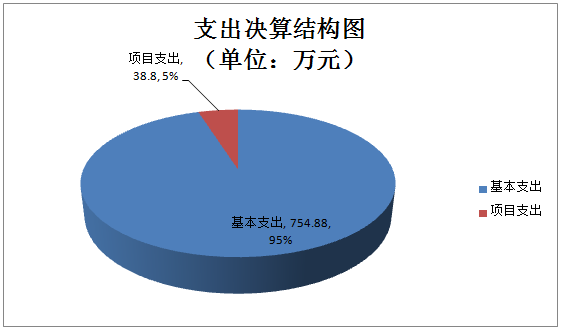 支出决算结构图
（单位：万元）
项目支出,
38.8, 5%
基本支出, 754.88,
95%
基本支出
项目支出